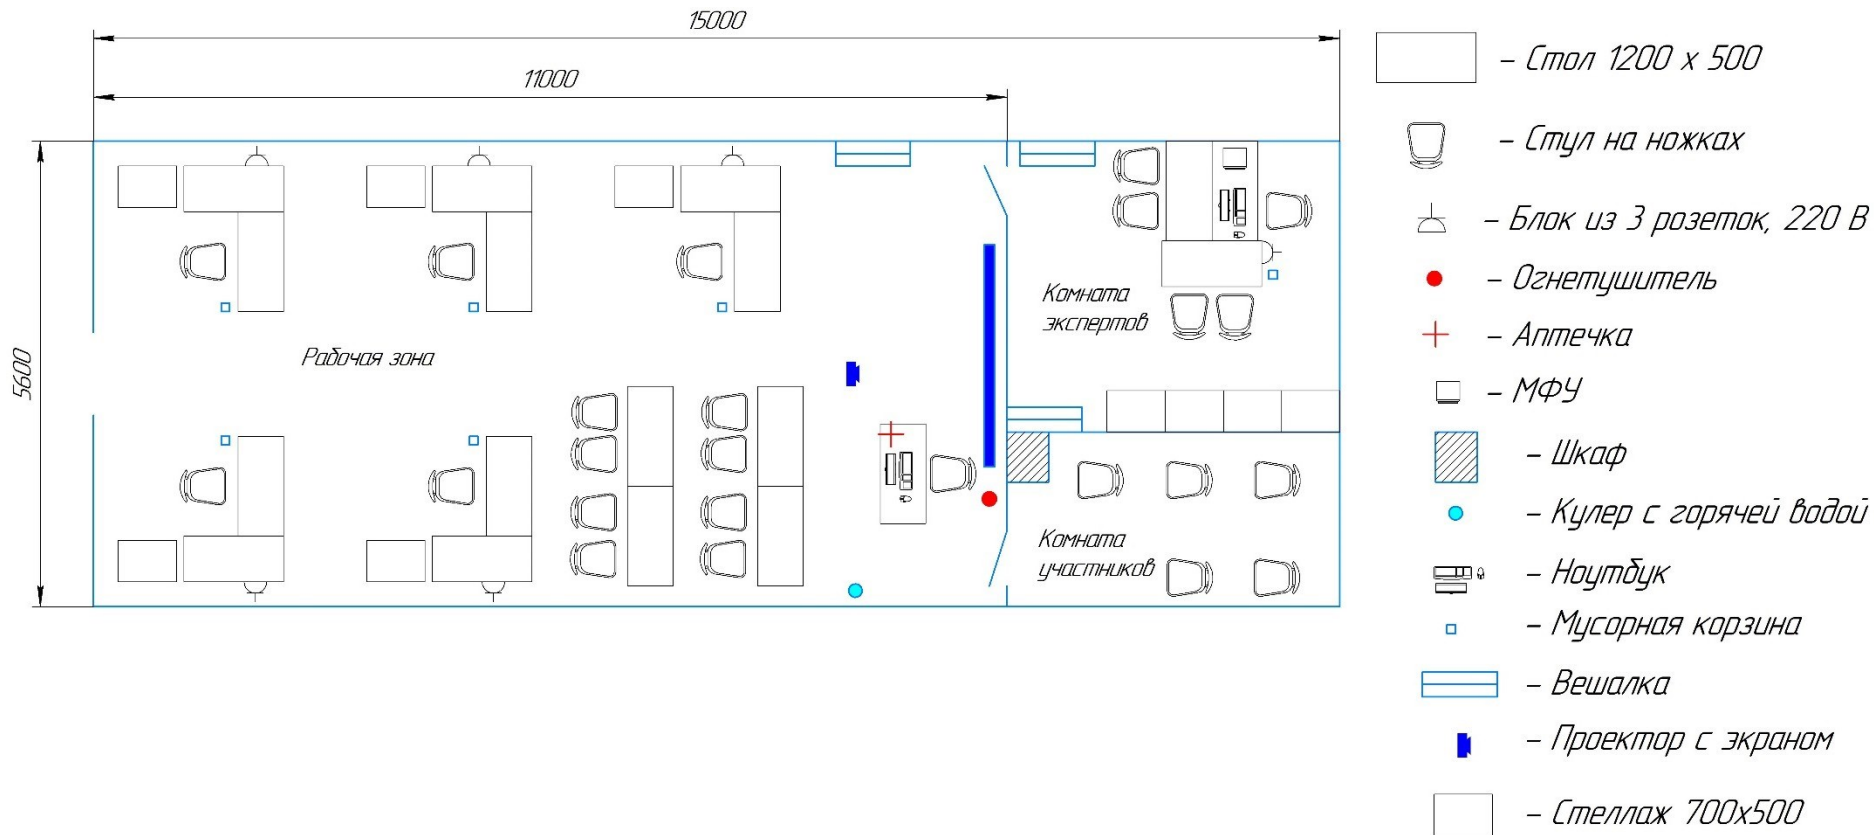 15000
11000
5600
Рабочая зона
Комната
экспертов
Комната
участников
– Стол 1200 х 500
– Стул на ножках
– Блок из 3 розеток, 220 В
– Огнетушитель
– Аптечка
– МФУ
– Шкаф
– Кулер с горячей водой
– Ноутбук
– Мусорная корзина
– Вешалка
– Проектор с экраном
– Стеллаж 700х500